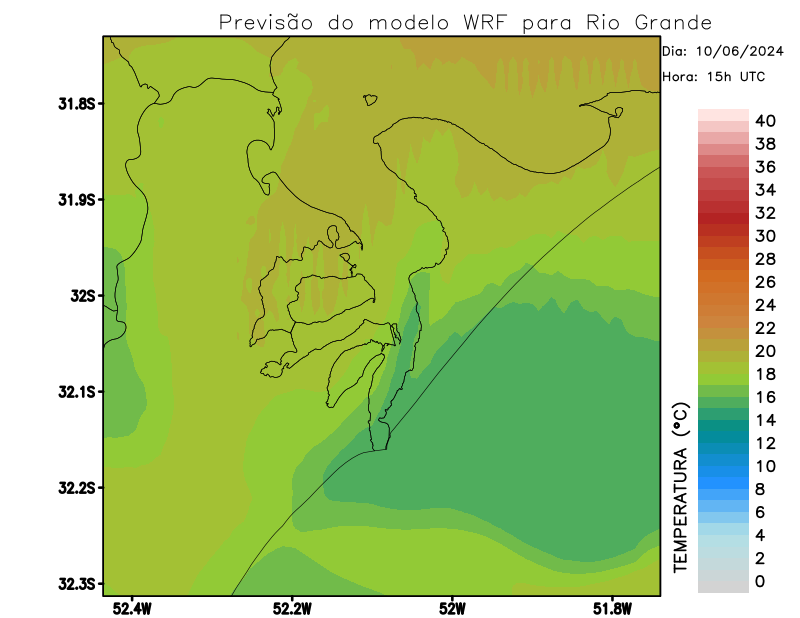 Previsão do modelo WRF para Rio Grande
Dia: 10/06/2024
Hora: 15h UTC
31.8S
31.9S
32S
32.1S
32.2S
32.3S
52.4W
52.2W
52W
51.8W
TEMPERATURA (°C)
40
38
36
34
32
30
28
26
24
22
20
18
16
14
12
10
8
6
4
2
0